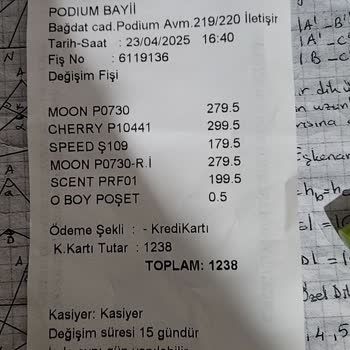 PODIUM BAYİİ
Bağdat cad.Podium Avm.219/220 İletişir
Tarih-Saat : 23/04/2025 16:40
Fiş No : 6119136
Değişim Fişi
MOON P0730 279.5
CHERRY P10441 299.5
SPEED Ş109 179.5
MOON P0730-R.İ 279.5
SCENT PRF01 199.5
O BOY POŞET 0.5
Ödeme Şekli : - KrediKartı
K.Kartı Tutar : 1238
TOPLAM: 1238
Kasiyer: Kasiyer
Değişim süresi 15 gündür